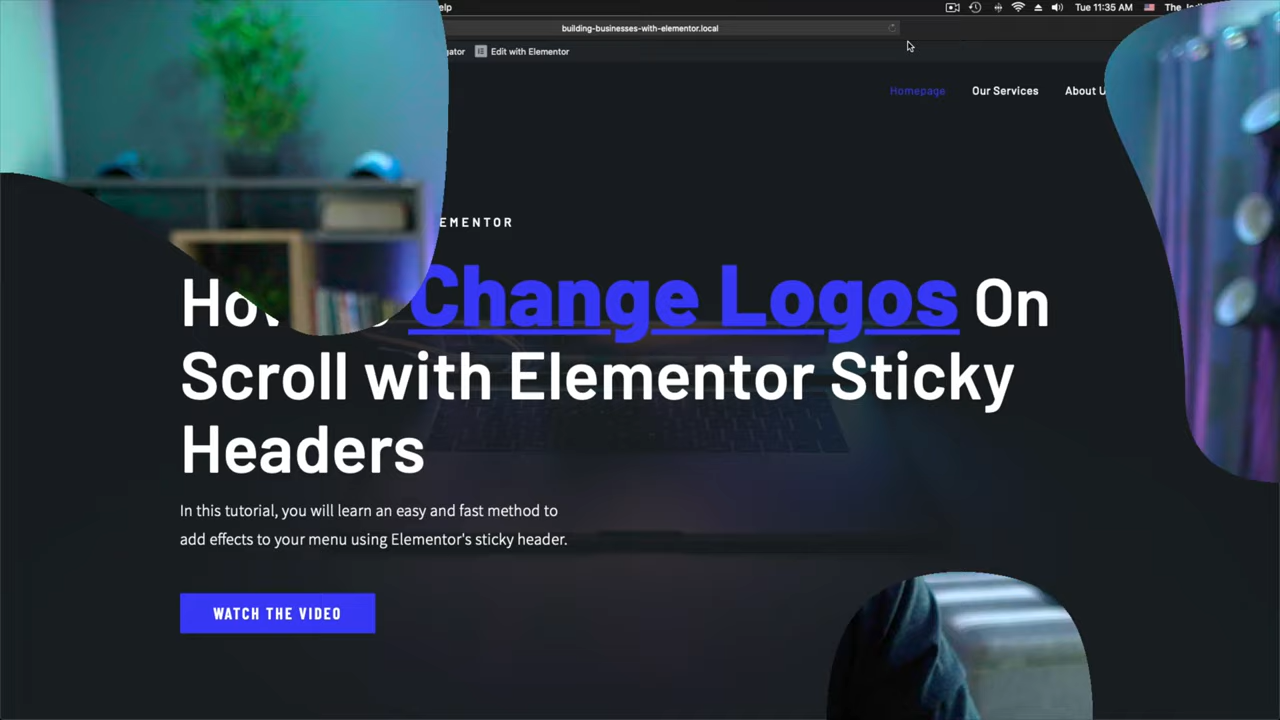 elp
Tue 11:35 AM The
building-businesses-with-elementor.local
Edit with Elementor
Homepage Our Services About U
EMENTOR
Change Logos On
Scroll with Elementor Sticky
Headers
In this tutorial, you will learn an easy and fast method to
add effects to your menu using Elementor's sticky header.
WATCH THE VIDEO